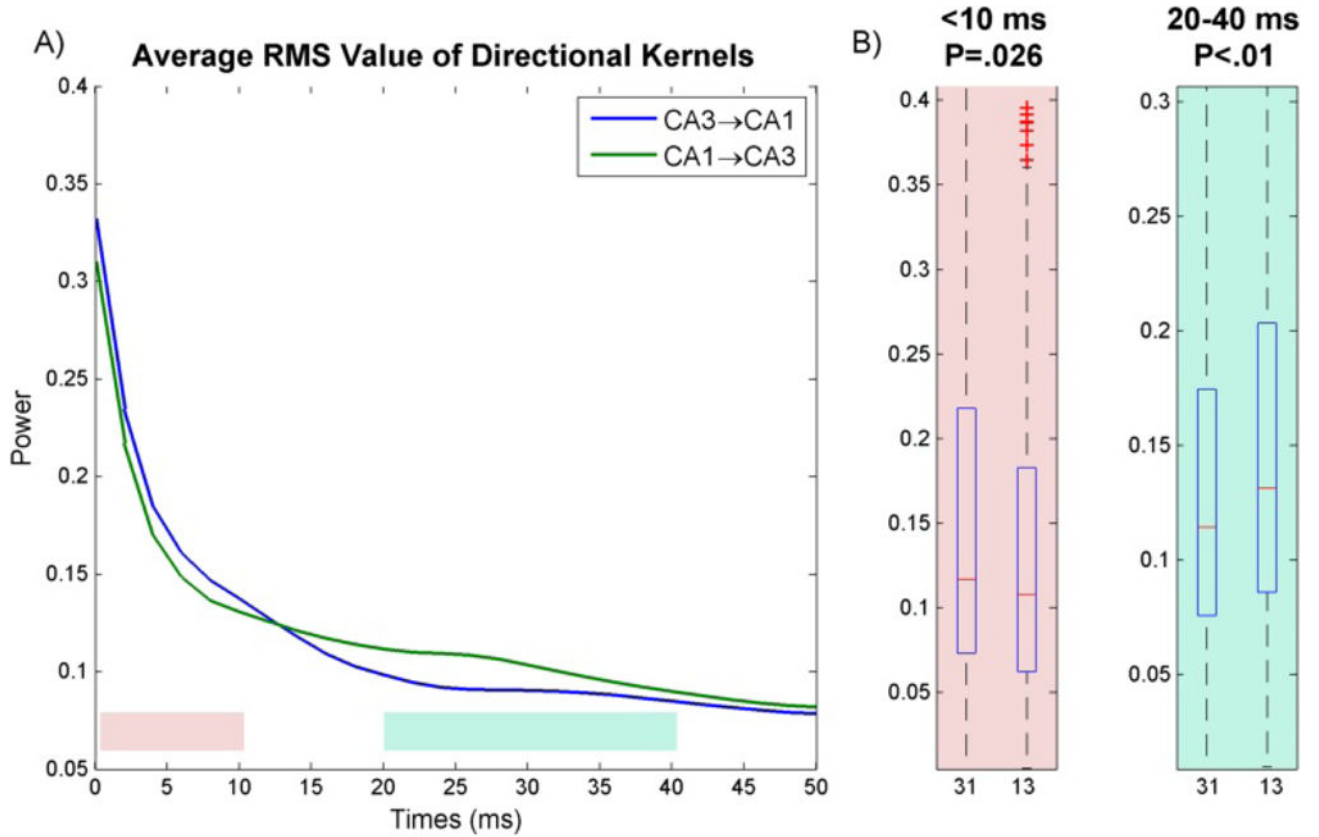 A)
Average RMS Value of Directional Kernels
0.4
0.35
0.3
0.25
0.2
0.15
0.1
0.05
Power
CA3→CA1
CA1→CA3
0 5 10 15 20 25 30 35 40 45 50
Times (ms)
B)
<10 ms
P=.026
0.4
0.35
0.3
0.25
0.2
0.15
0.1
0.05
31 13
20-40 ms
P<.01
0.3
0.25
0.2
0.15
0.1
0.05
31 13